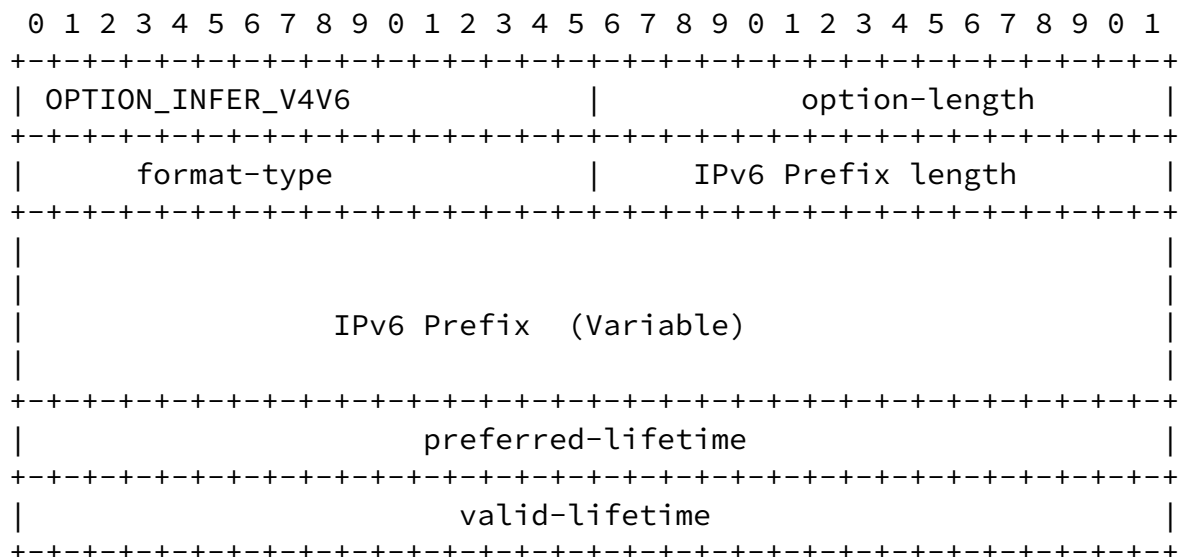 0 1 2 3 4 5 6 7 8 9 0 1 2 3 4 5 6 7 8 9 0 1 2 3 4 5 6 7 8 9 0 1
+-+-+-+-+-+-+-+-+-+-+-+-+-+-+-+-+-+-+-+-+-+-+-+-+-+-+-+-+-+-+-+-+
| OPTION_INFER_V4V6             |           option-length       |
+-+-+-+-+-+-+-+-+-+-+-+-+-+-+-+-+-+-+-+-+-+-+-+-+-+-+-+-+-+-+-+-+
|      format-type              |     IPv6 Prefix length        |
+-+-+-+-+-+-+-+-+-+-+-+-+-+-+-+-+-+-+-+-+-+-+-+-+-+-+-+-+-+-+-+-+
|                                                               |
|                                                               |
|                 IPv6 Prefix  (Variable)                       |
|                                                               |
+-+-+-+-+-+-+-+-+-+-+-+-+-+-+-+-+-+-+-+-+-+-+-+-+-+-+-+-+-+-+-+-+
|                      preferred-lifetime                       |
+-+-+-+-+-+-+-+-+-+-+-+-+-+-+-+-+-+-+-+-+-+-+-+-+-+-+-+-+-+-+-+-+
|                        valid-lifetime                         |
+-+-+-+-+-+-+-+-+-+-+-+-+-+-+-+-+-+-+-+-+-+-+-+-+-+-+-+-+-+-+-+-+